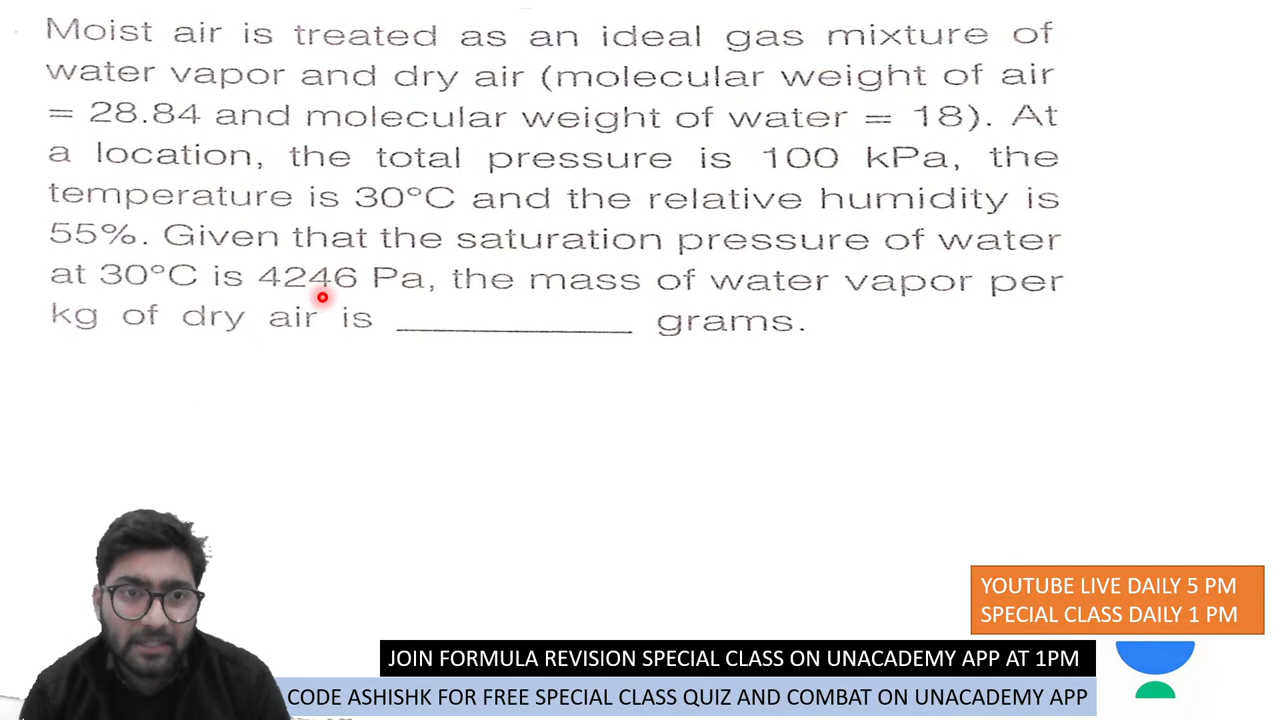 Moist air is treated as an ideal gas mixture of
water vapor and dry air (molecular weight of air
= 28.84 and molecular weight of water = 18). At
a location, the total pressure is 100 kPa, the
temperature is 30°C and the relative humidity is
55%. Given that the saturation pressure of water
at 30°C is 4246 Pa, the mass of water vapor per
kg of dry air is ____________ grams.
YOUTUBE LIVE DAILY 5 PM
SPECIAL CLASS DAILY 1 PM
JOIN FORMULA REVISION SPECIAL CLASS ON UNACADEMY APP AT 1PM
CODE ASHISHK FOR FREE SPECIAL CLASS QUIZ AND COMBAT ON UNACADEMY APP